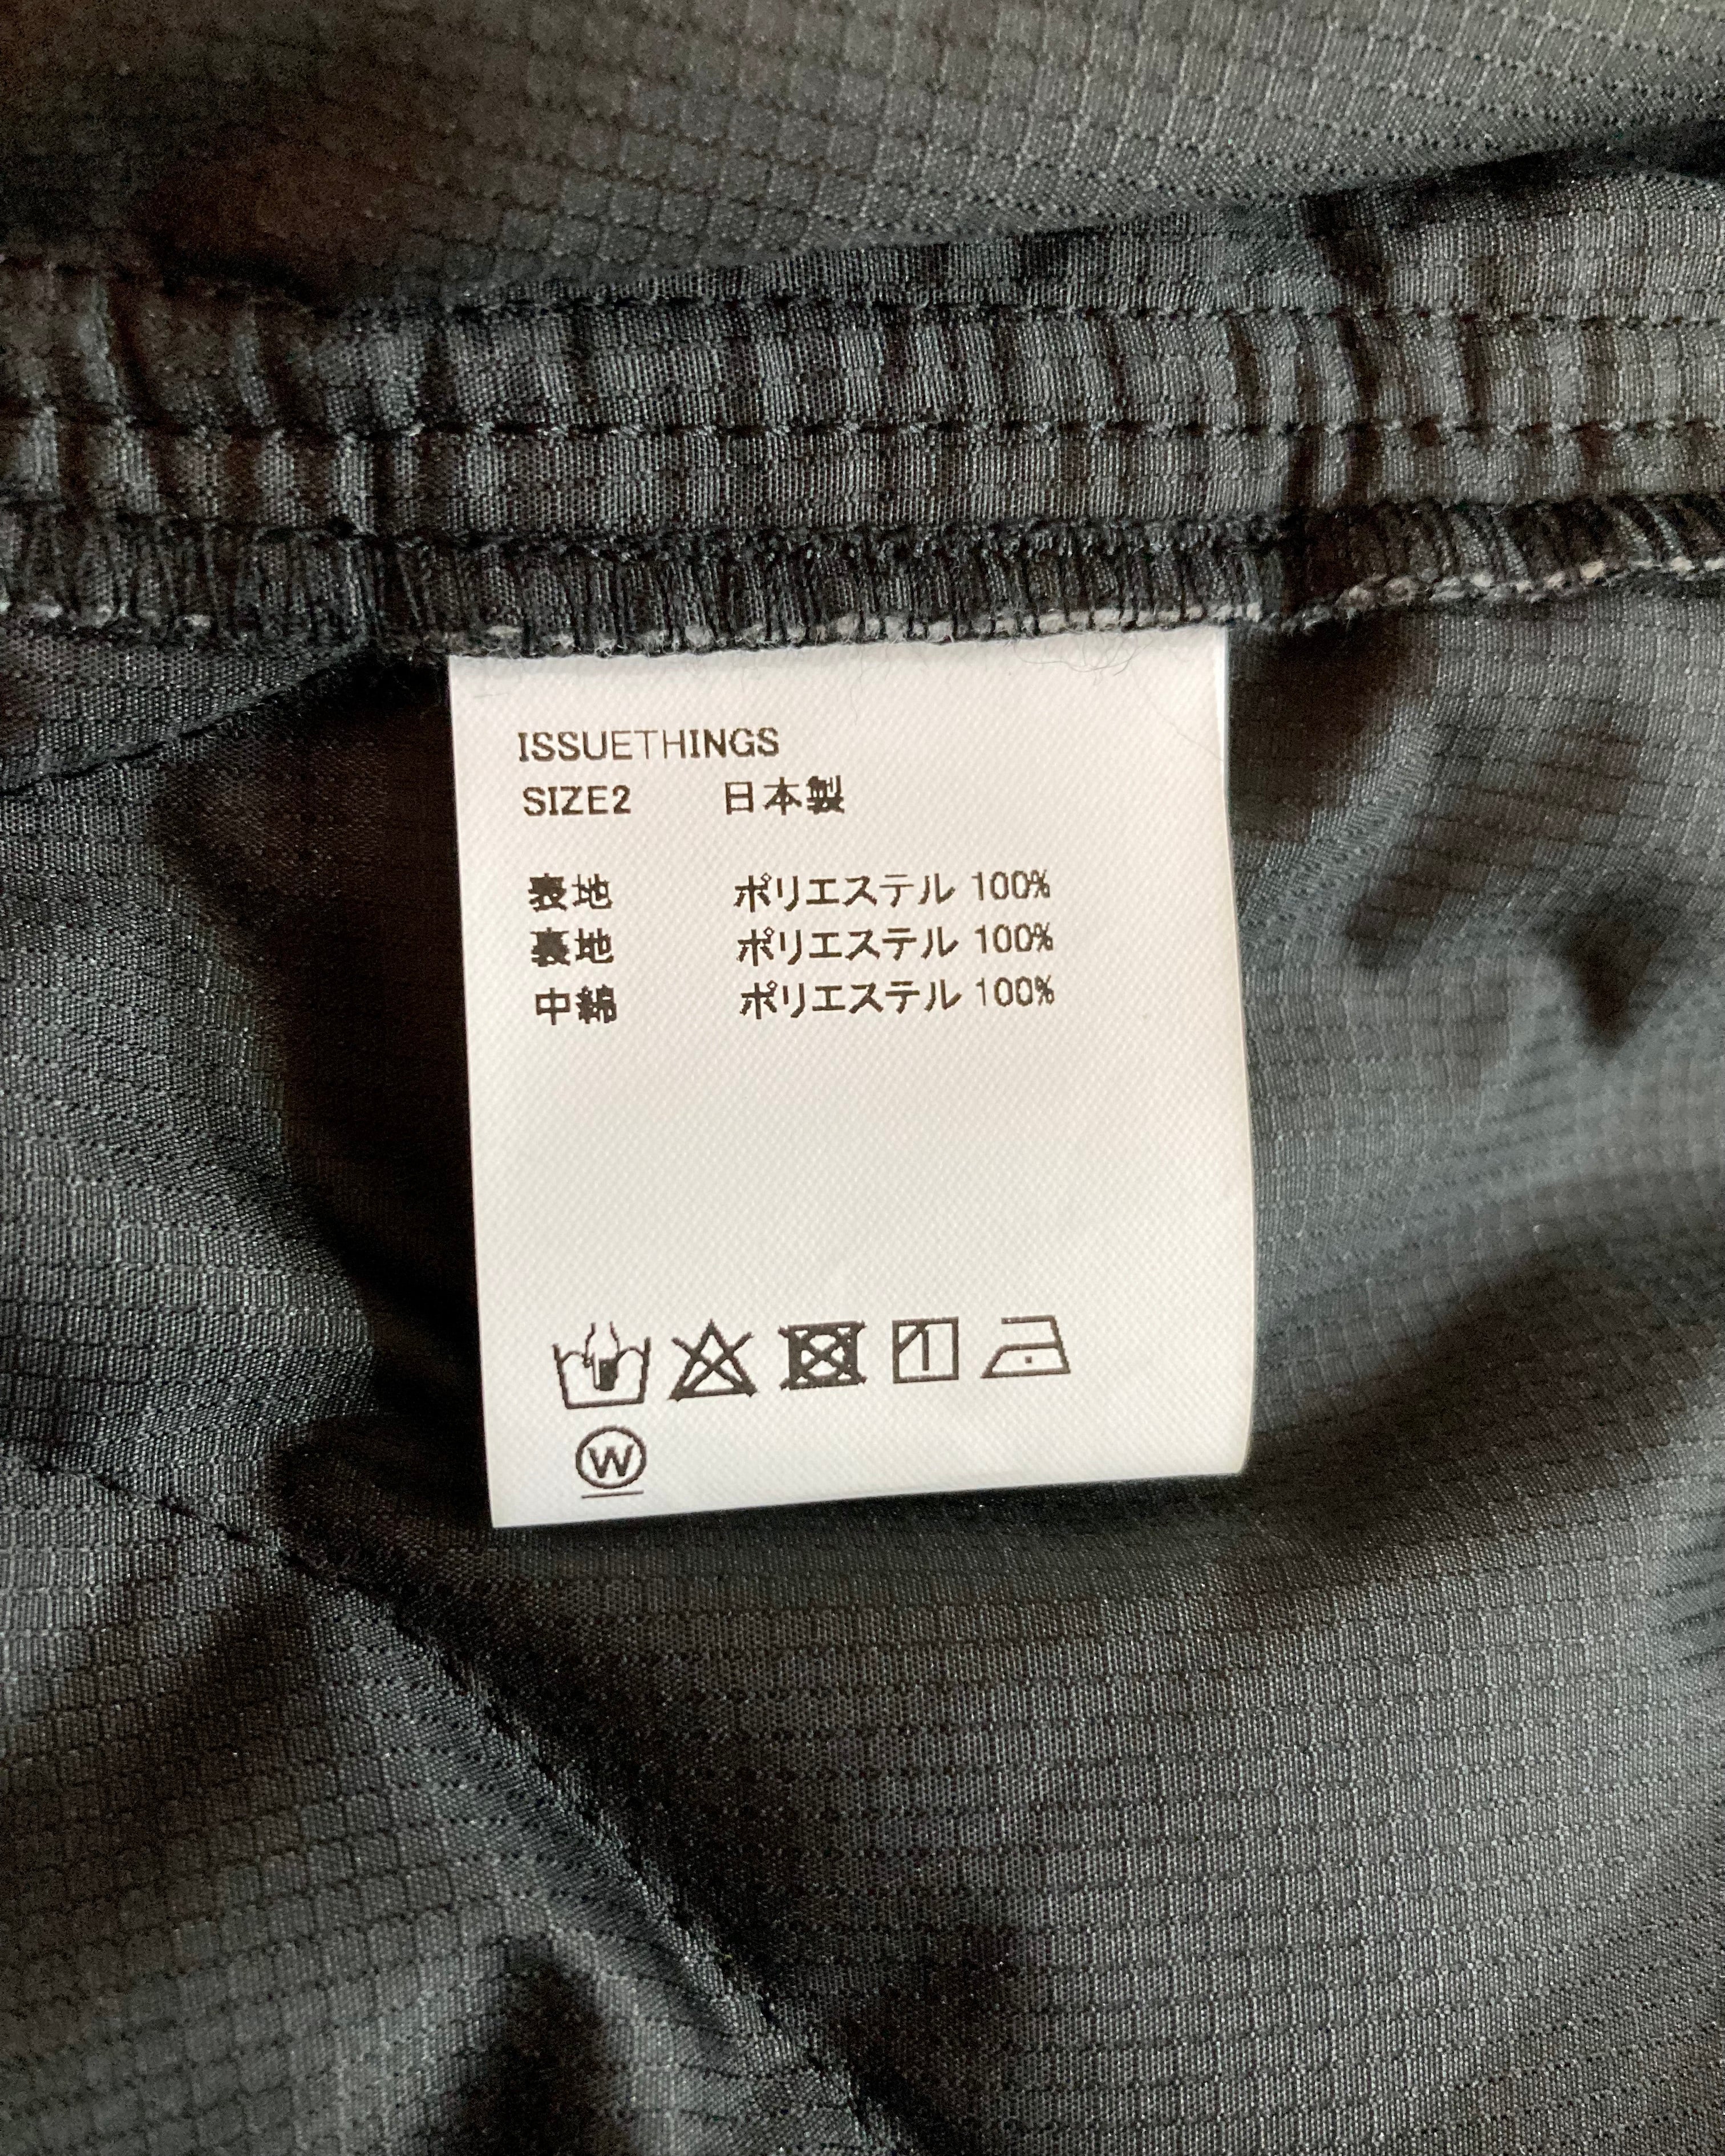 ISSUETHINGS
SIZE2 日本製
表地 ポリエステル 100%
裏地 ポリエステル 100%
中綿 ポリエステル 100%
W